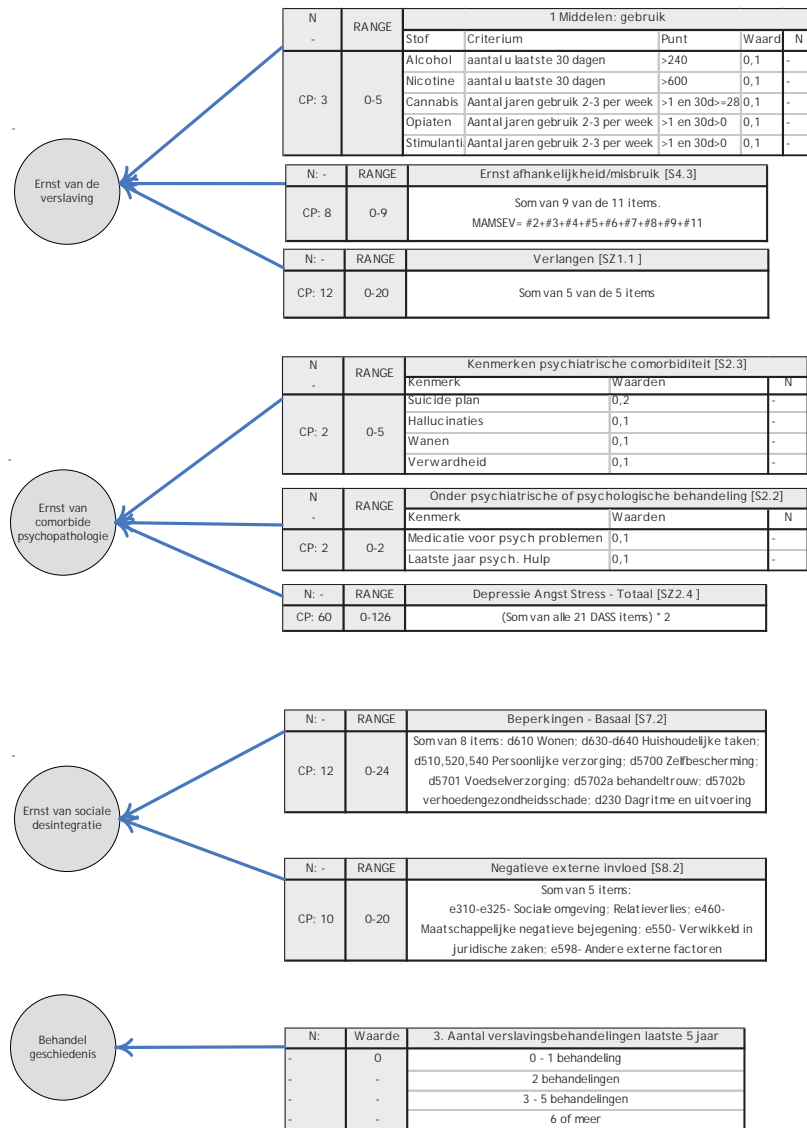 N
-
RANGE
1 Middelen: gebruik
Stof Criterium Punt Waard N
CP: 3 0-5
Alcohol aantal u laatste 30 dagen >240 0,1 -
Nicotine aantal u laatste 30 dagen >600 0,1 -
Cannabis Aantal jaren gebruik 2-3 per week >1 en 30d>=28 0,1 -
Opiaten Aantal jaren gebruik 2-3 per week >1 en 30d>0 0,1 -
Stimulanti Aantal jaren gebruik 2-3 per week >1 en 30d>0 0,1 -
-
Ernst van de
verslaving
N: - RANGE Ernst afhankelijkheid/misbruik [S4.3]
CP: 8 0-9
Som van 9 van de 11 items.
MAMSEV= #2+#3+#4+#5+#6+#7+#8+#9+#11
N: - RANGE Verlangen [SZ1.1 ]
CP: 12 0-20 Som van 5 van de 5 items
N
-
RANGE
Kenmerken psychiatrische comorbiditeit [S2.3]
Kenmerk Waarden N
CP: 2 0-5
Suicide plan 0,2 -
Hallucinaties 0,1 -
Wanen 0,1 -
Verwardheid 0,1 -
-
Ernst van
comorbide
psychopathologie
N
-
RANGE
Onder psychiatrische of psychologische behandeling [S2.2]
Kenmerk Waarden N
CP: 2 0-2
Medicatie voor psych problemen 0,1 -
Laatste jaar psych. Hulp 0,1 -
N: - RANGE Depressie Angst Stress - Totaal [SZ2.4 ]
CP: 60 0-126 (Som van alle 21 DASS items) * 2
N: - RANGE Beperkingen - Basaal [S7.2]
CP: 12 0-24
Som van 8 items: d610 Wonen; d630-d640 Huishoudelijke taken;
d510,520,540 Persoonlijke verzorging; d5700 Zelfbescherming;
d5701 Voedselverzorging; d5702a behandeltrouw; d5702b
verhoedengezondheidsschade; d230 Dagritme en uitvoering
-
Ernst van sociale
desintegratie
N: - RANGE Negatieve externe invloed [S8.2]
CP: 10 0-20
Som van 5 items:
e310-e325- Sociale omgeving; Relatieverlies; e460-
Maatschappelijke negatieve bejegening; e550- Verwikkeld in
juridische zaken; e598- Andere externe factoren
Behandel
geschiedenis
N: Waarde 3. Aantal verslavingsbehandelingen laatste 5 jaar
- 0 0 - 1 behandeling
- - 2 behandelingen
- - 3 - 5 behandelingen
- - 6 of meer